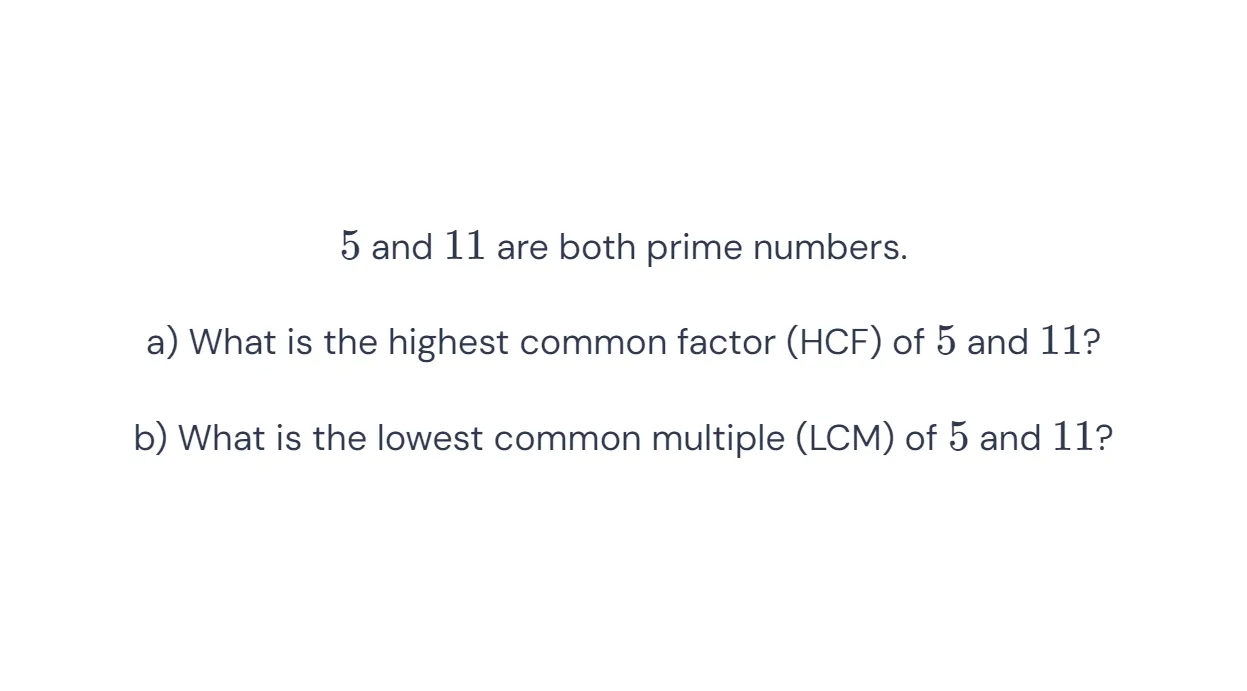 5 and 11 are both prime numbers.
a) What is the highest common factor (HCF) of 5 and 11?
b) What is the lowest common multiple (LCM) of 5 and 11?